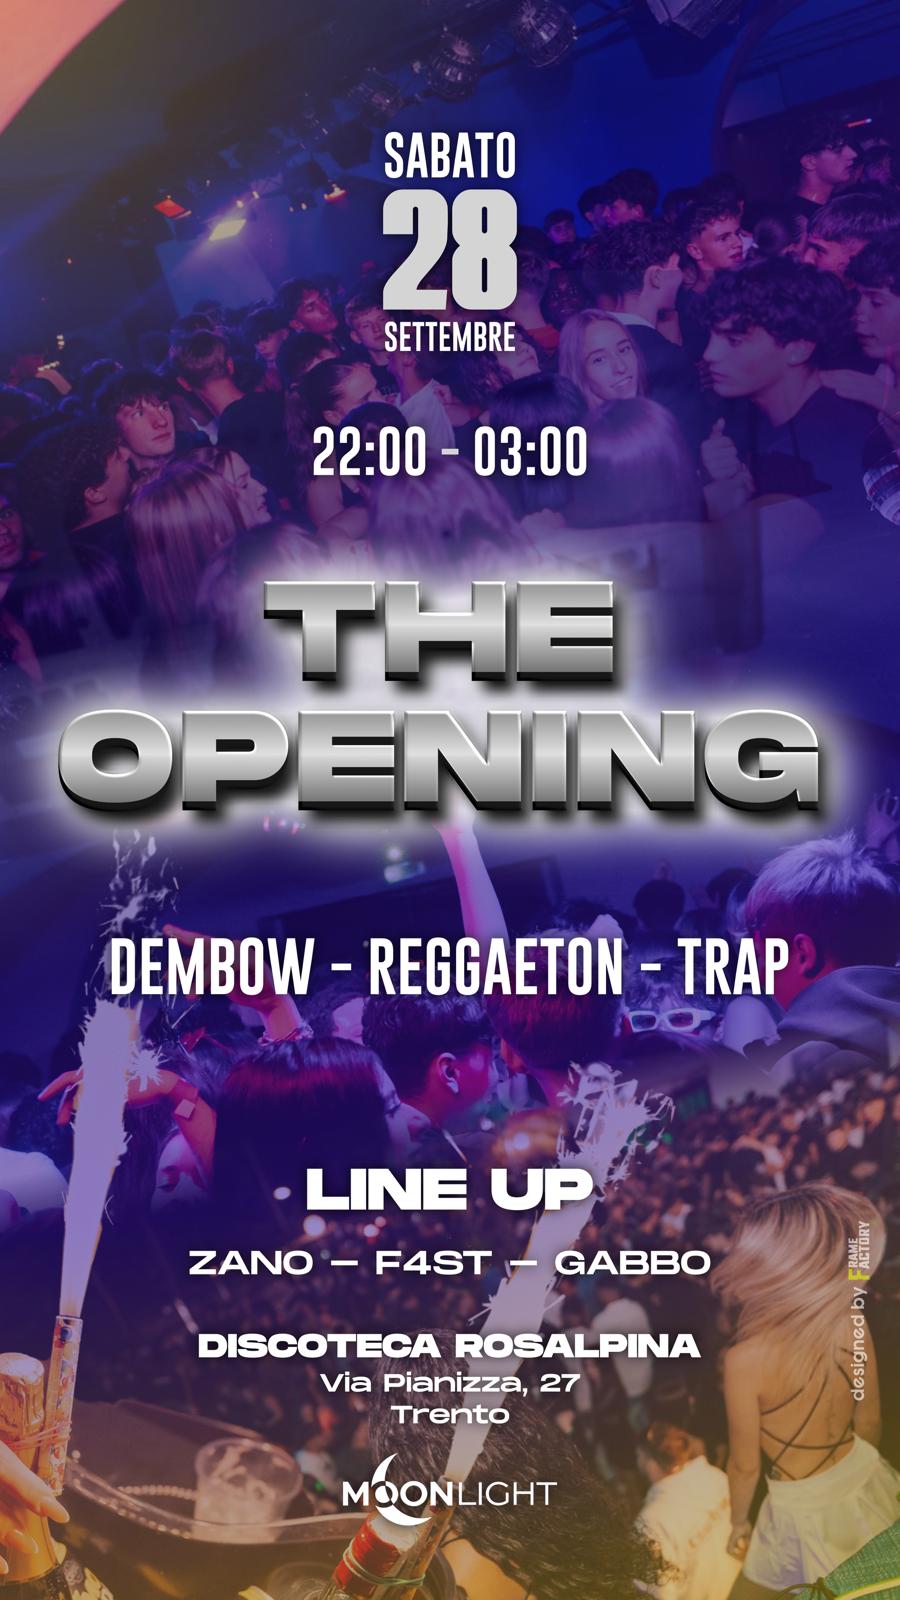 SABATO
28
SETTEMBRE
22:00 - 03:00
THE
OPENING
DEMBOW - REGGAETON - TRAP
LINE UP
ZANO — F4ST — GABBO
DISCOTECA ROSALPINA
Via Pianizza, 27
Trento
MOONLIGHT
designed by FRAME FACTORY